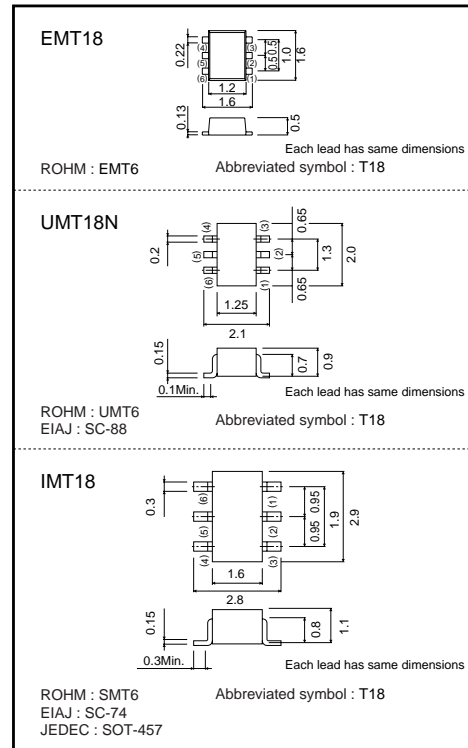 EMT18
0.22
(4)
(3)
(5)
(2)
(6)
(1)
0.5
0.5
1.0
1.6
1.2
1.6
0.13
0.5
Each lead has same dimensions
ROHM : EMT6
Abbreviated symbol : T18
UMT18N
0.2
(4)
(3)
(5)
(2)
(6)
(1)
0.65
0.65
1.3
2.0
1.25
2.1
0.15
0.1Min.
0.7
0.9
Each lead has same dimensions
ROHM : UMT6
EIAJ : SC-88
Abbreviated symbol : T18
IMT18
0.3
(6)
(1)
(5)
(2)
(4)
(3)
0.95
0.95
1.9
2.9
1.6
2.8
0.15
0.3Min.
0.8
1.1
Each lead has same dimensions
ROHM : SMT6
EIAJ : SC-74
JEDEC : SOT-457
Abbreviated symbol : T18